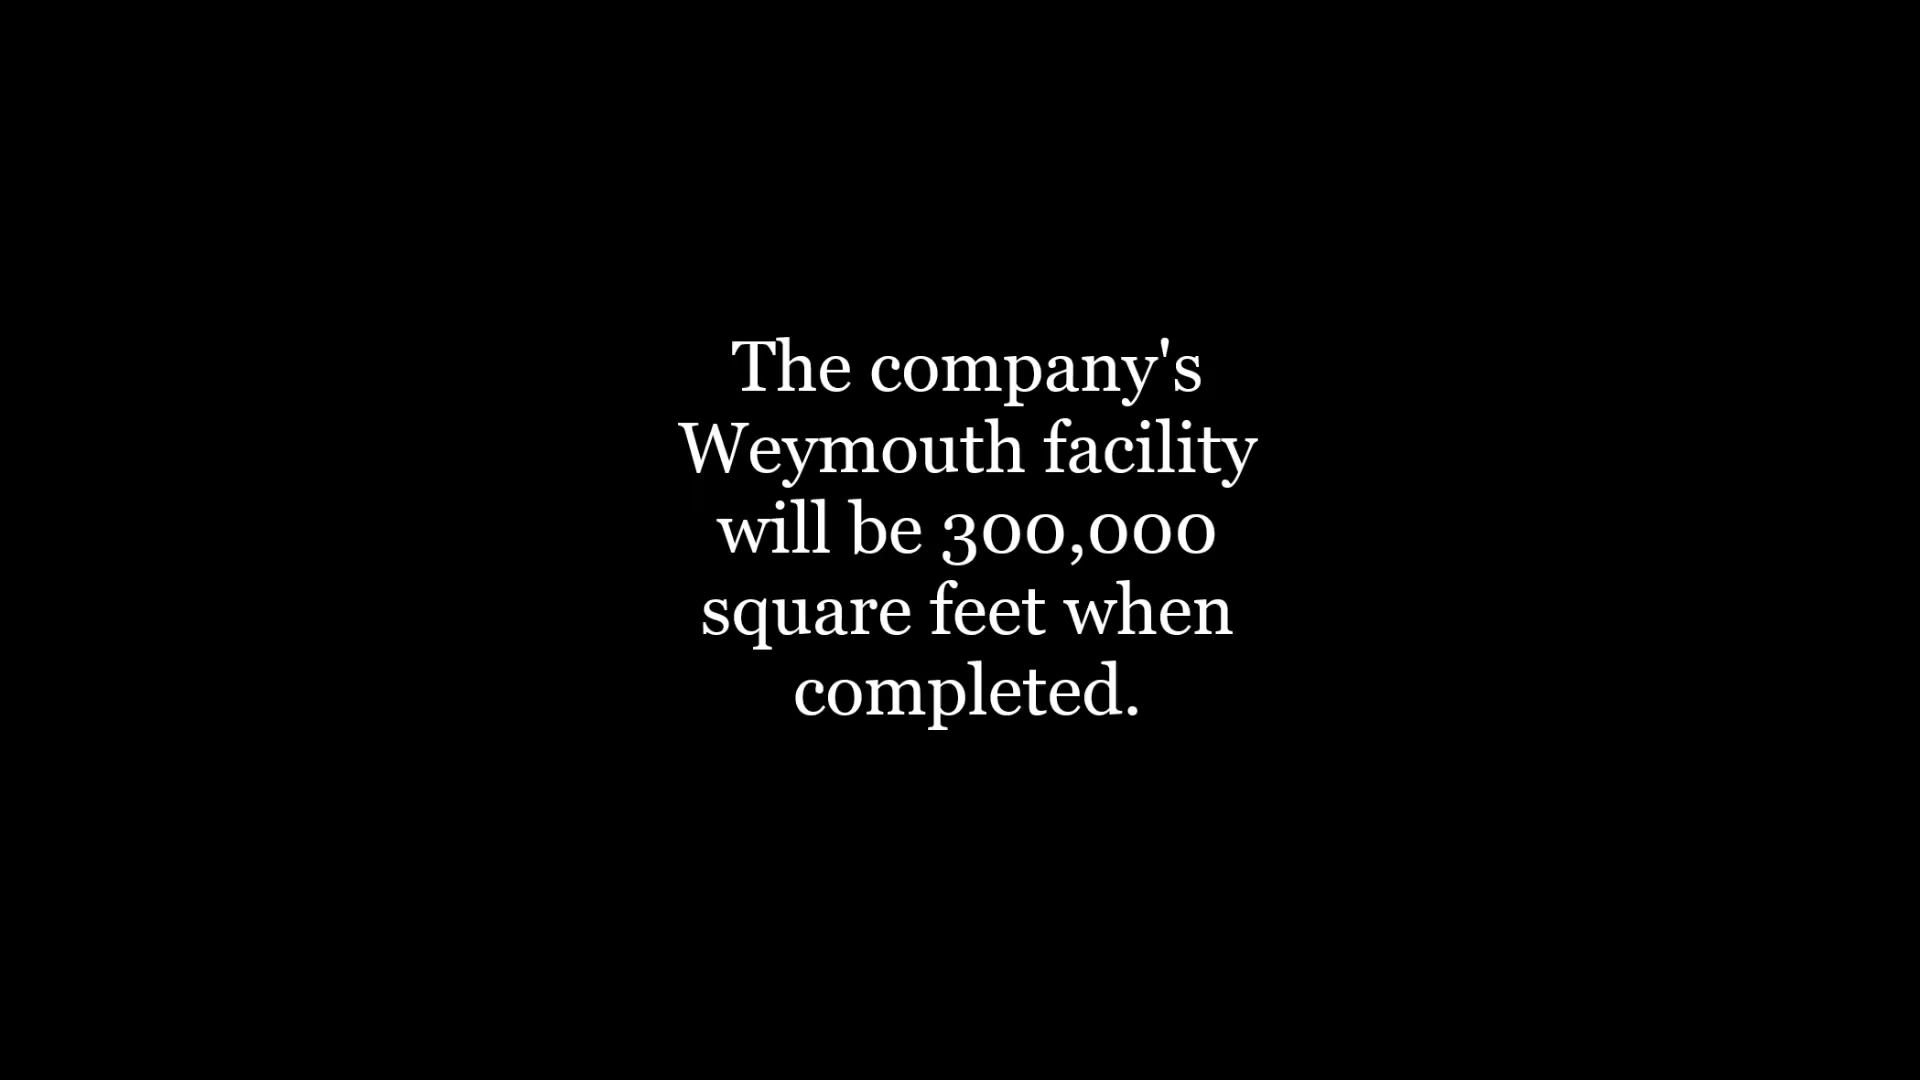 The company's
Weymouth facility
will be 300,000
square feet when
completed.